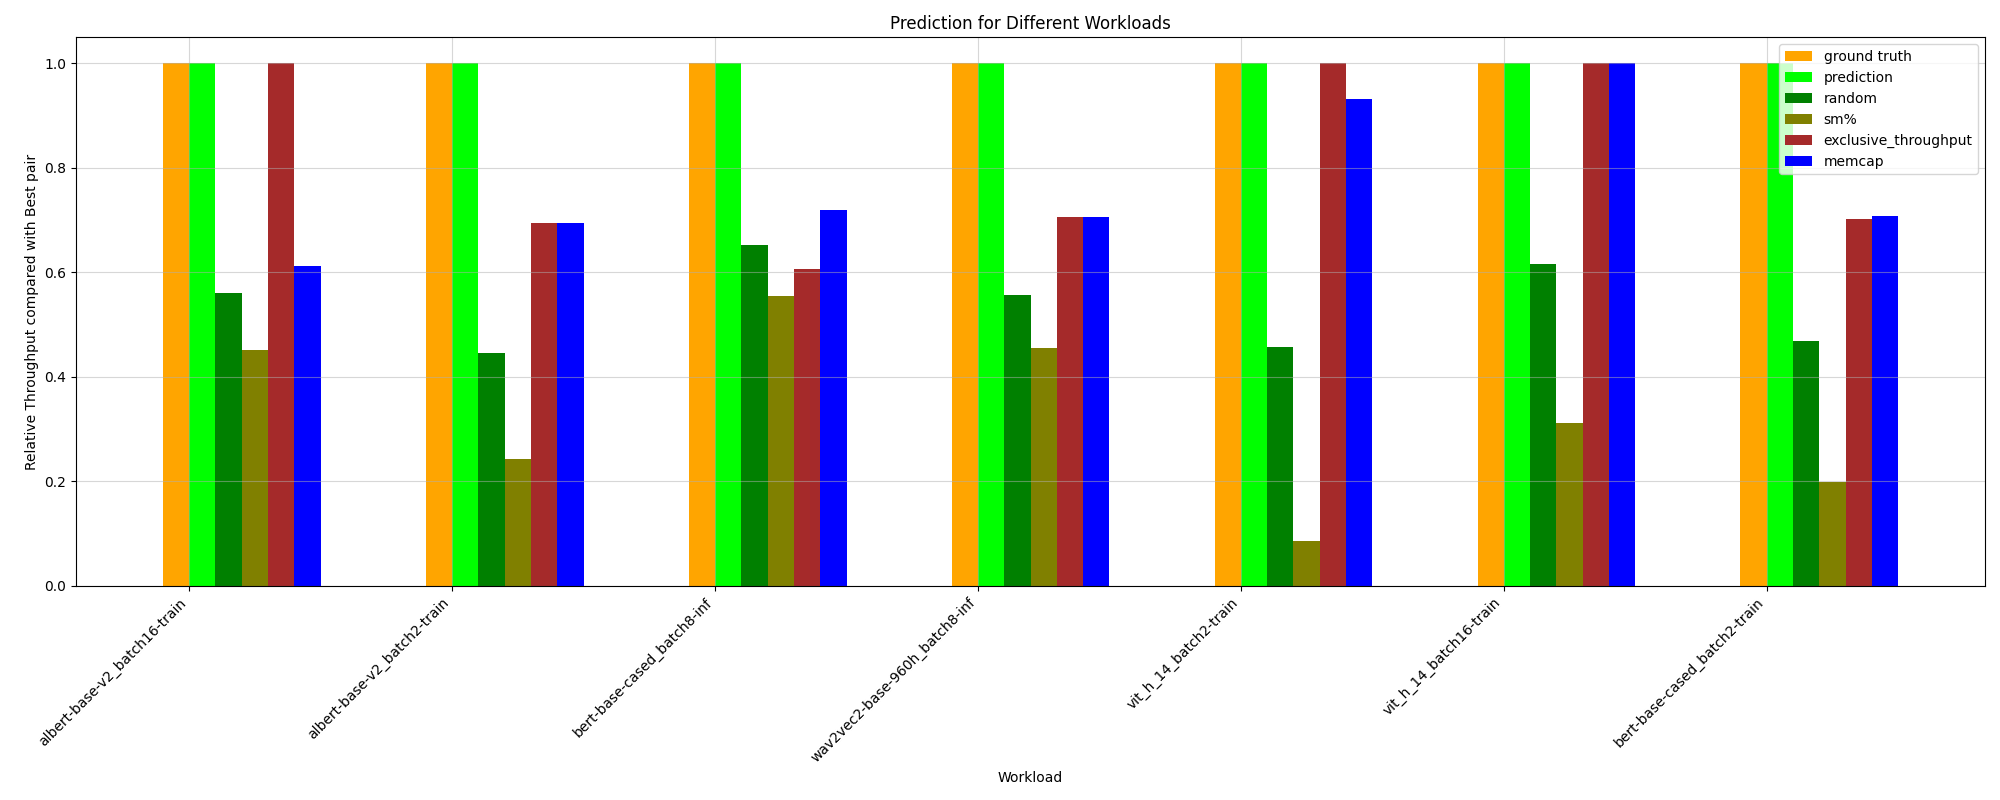 Prediction for Different Workloads
Relative Throughput compared with Best pair
1.0
0.8
0.6
0.4
0.2
0.0
ground truth
prediction
random
sm%
exclusive_throughput
memcap
albert-base-v2_batch16-train
albert-base-v2_batch2-train
bert-base-cased_batch8-inf
wav2vec2-base-960h_batch8-inf
vit_h_14_batch2-train
vit_h_14_batch16-train
bert-base-cased_batch2-train
Workload